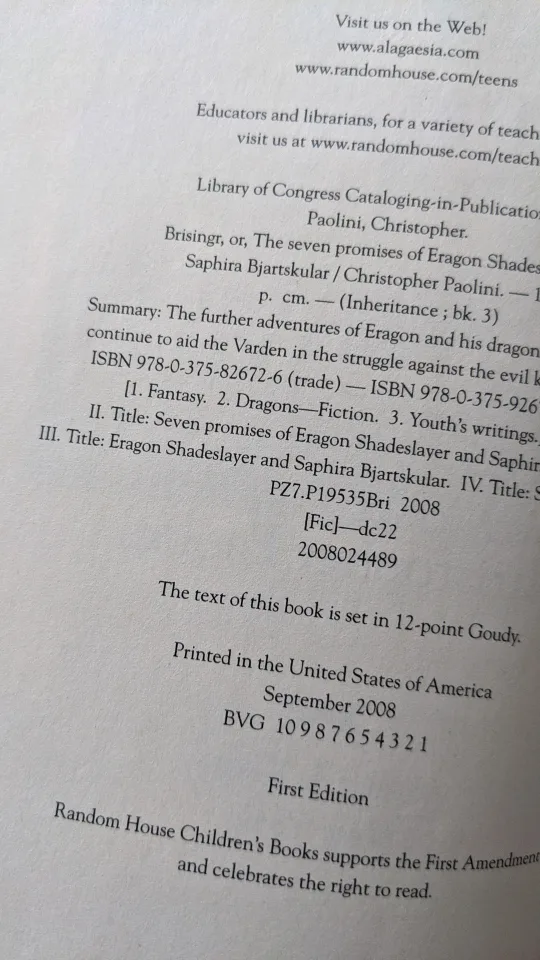 Visit us on the Web!
www.alagaesia.com
www.randomhouse.com/teens
Educators and librarians, for a variety of teach
visit us at www.randomhouse.com/teach
Library of Congress Cataloging-in-Publicatio
Paolini, Christopher.
Brisingr, or, The seven promises of Eragon Shades
Saphira Bjartskular / Christopher Paolini. — 1
p. cm. — (Inheritance ; bk. 3)
Summary: The further adventures of Eragon and his dragon
continue to aid the Varden in the struggle against the evil k
ISBN 978-0-375-82672-6 (trade) — ISBN 978-0-375-926
[1. Fantasy. 2. Dragons—Fiction. 3. Youth's writings.
II. Title: Seven promises of Eragon Shadeslayer and Saphir
III. Title: Eragon Shadeslayer and Saphira Bjartskular. IV. Title: S
PZ7.P19535Bri 2008
[Fic]—dc22
2008024489
The text of this book is set in 12-point Goudy.
Printed in the United States of America
September 2008
BVG 10 9 8 7 6 5 4 3 2 1
First Edition
Random House Children's Books supports the First Amendment
and celebrates the right to read.